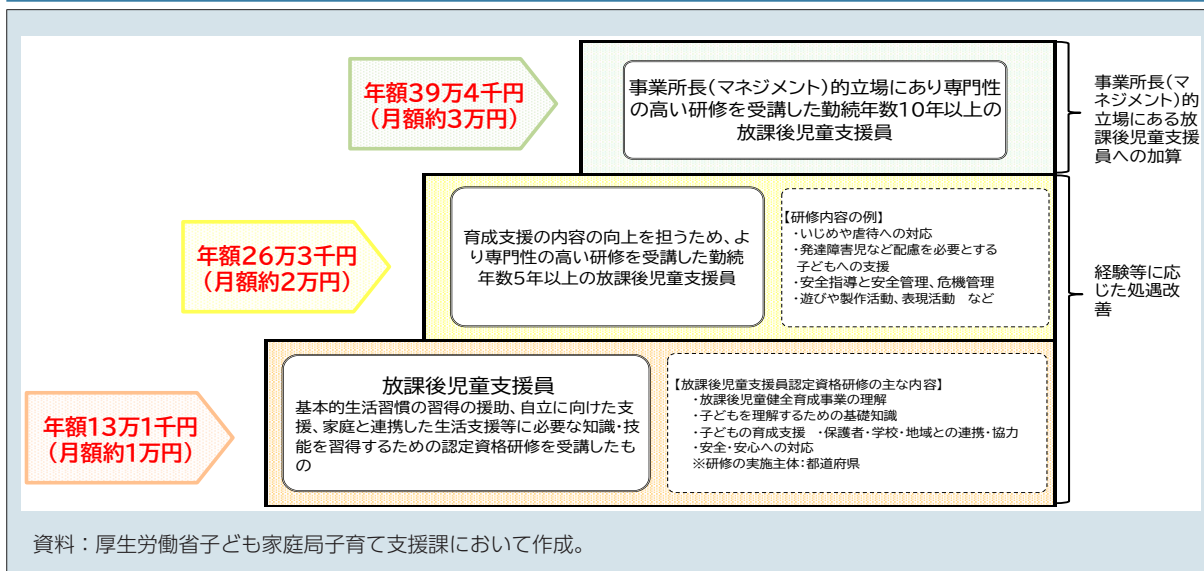 年額39万4千円
(月額約3万円)
事業所長(マネジメント)的立場にあり専門性
の高い研修を受講した勤続年数10年以上の
放課後児童支援員
事業所長(マ
ネジメント)的
立場にある放
課後児童支援
員への加算
年額26万3千円
(月額約2万円)
育成支援の内容の向上を担うため、よ
り専門性の高い研修を受講した勤続
年数5年以上の放課後児童支援員
【研修内容の例】
・いじめや虐待への対応
・発達障害児など配慮を必要とする
子どもへの支援
・安全指導と安全管理、危機管理
・遊びや製作活動、表現活動 など
経験等に応
じた処遇改
善
年額13万1千円
(月額約1万円)
放課後児童支援員
基本的生活習慣の習得の援助、自立に向けた支
援、家庭と連携した生活支援等に必要な知識・技
能を習得するための認定資格研修を受講したも
の
【放課後児童支援員認定資格研修の主な内容】
・放課後児童健全育成事業の理解
・子どもを理解するための基礎知識
・子どもの育成支援 ・保護者・学校・地域との連携・協力
・安全・安心への対応
※研修の実施主体:都道府県
資料：厚生労働省子ども家庭局子育て支援課において作成。